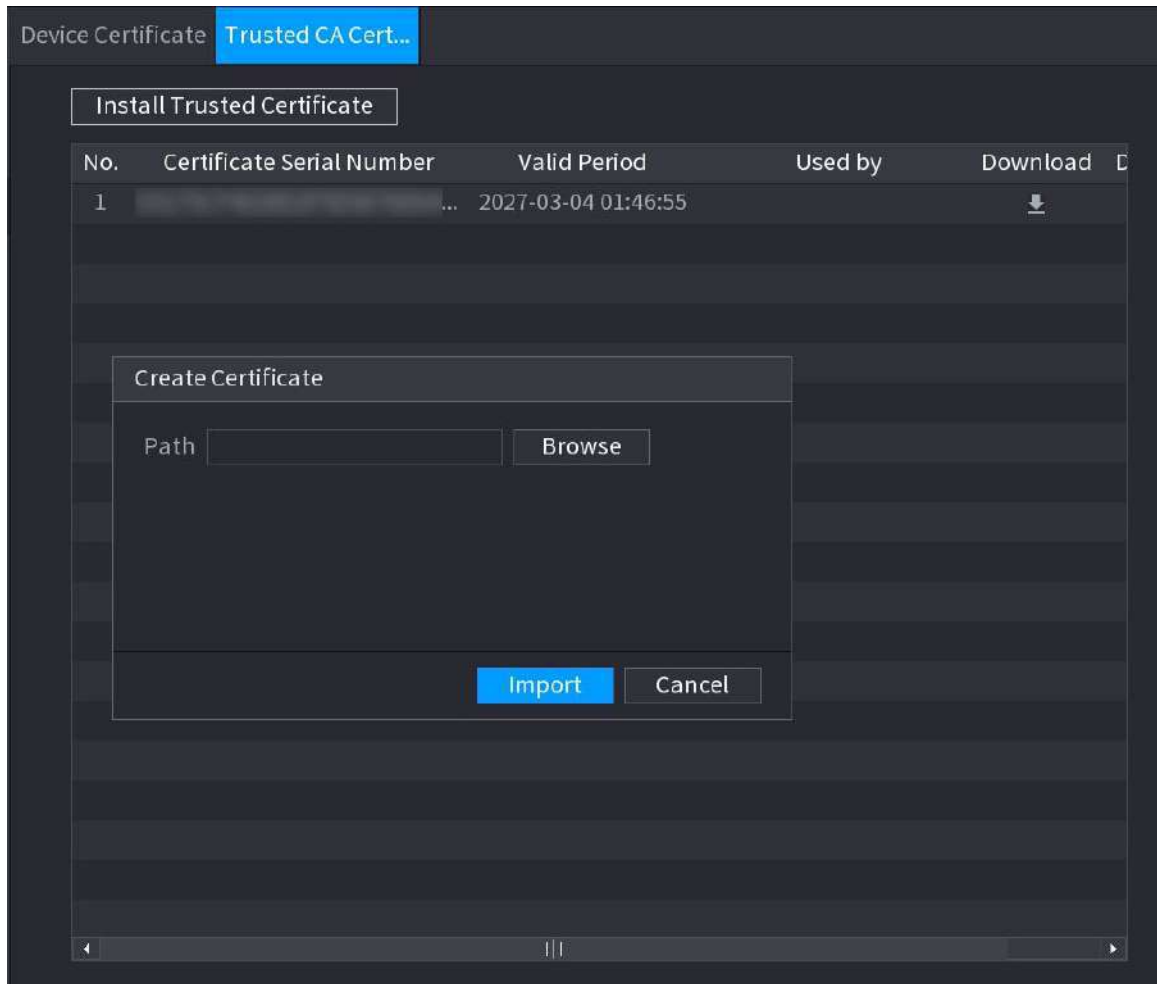 Device Certificate Trusted CA Cert...
Install Trusted Certificate
No. Certificate Serial Number Valid Period Used by Download D
1 ... 2027-03-04 01:46:55
Create Certificate
Path Browse
Import Cancel